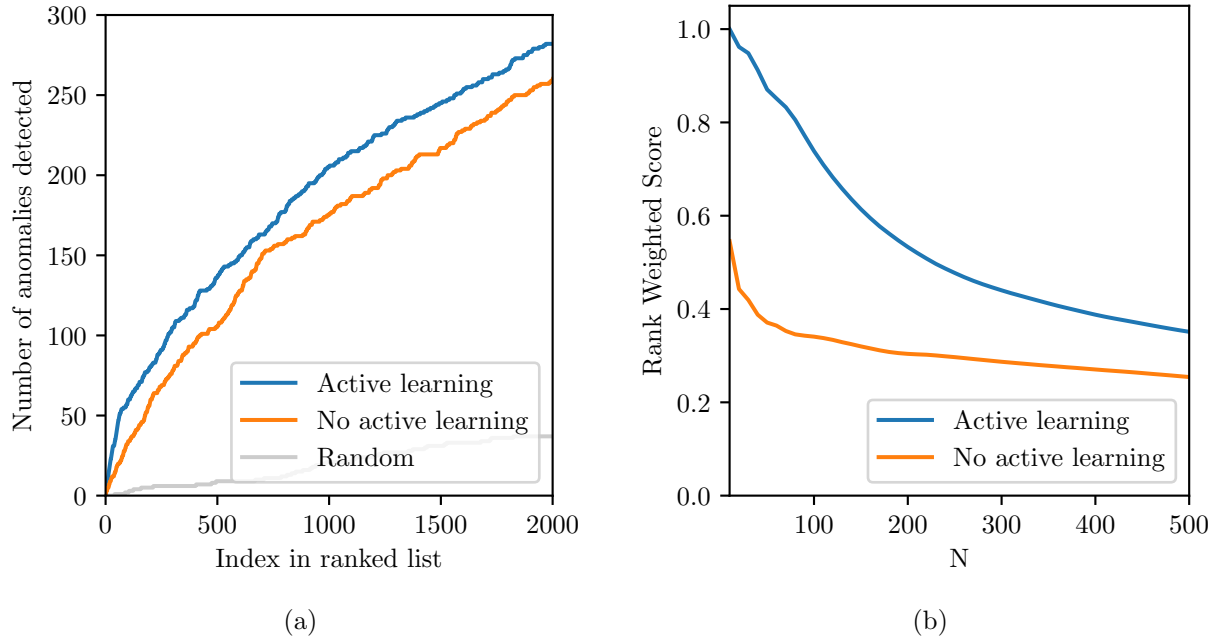 300
250
200
150
100
50
0
Number of anomalies detected
Active learning
No active learning
Random
0 500 1000 1500 2000
Index in ranked list
(a)
1.0
0.8
0.6
0.4
0.2
0.0
Rank Weighted Score
Active learning
No active learning
100 200 300 400 500
N
(b)